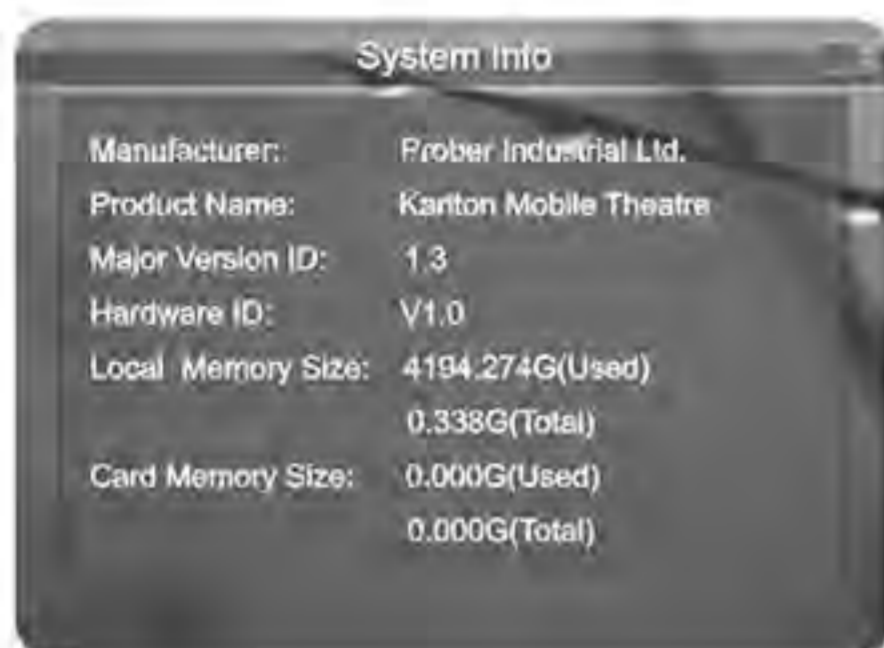 System Info
Manufacturer: Prober Industrial Ltd.
Product Name: Karlton Mobile Theatre
Major Version ID: 1.3
Hardware ID: V1.0
Local Memory Size: 4194.274G(Used)
0.338G(Total)
Card Memory Size: 0.000G(Used)
0.000G(Total)